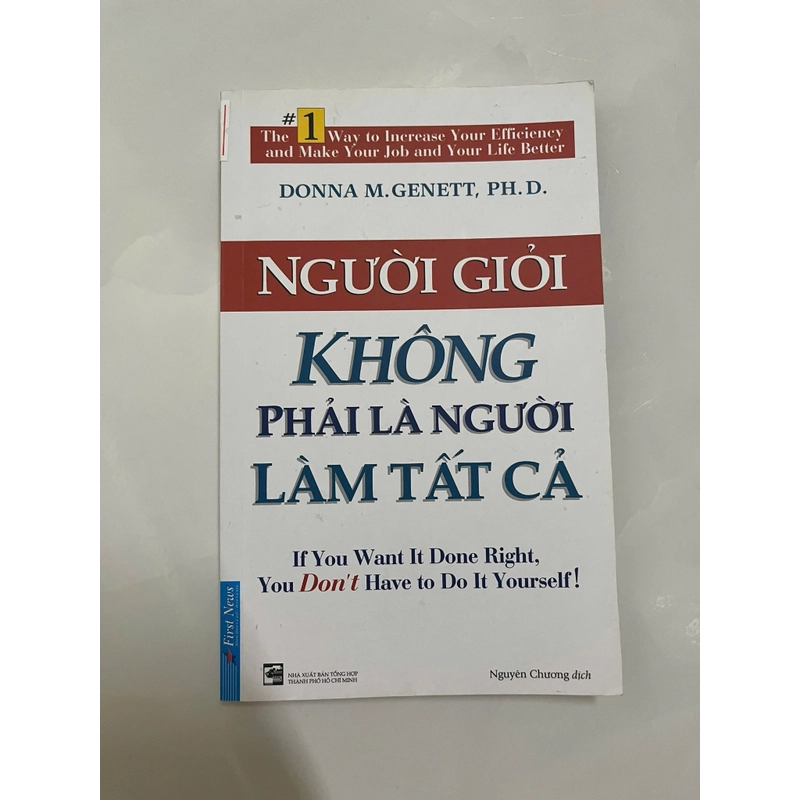 The #1 Way to Increase Your Efficiency
and Make Your Job and Your Life Better
DONNA M. GENETT, PH.D.
NGƯỜI GIỎI
KHÔNG
PHẢI LÀ NGƯỜI
LÀM TẤT CẢ
If You Want It Done Right,
You Don't Have to Do It Yourself!
First News
NHÀ XUẤT BẢN TỔNG HỢP
THÀNH PHỐ HỒ CHÍ MINH
Nguyên Chương dịch